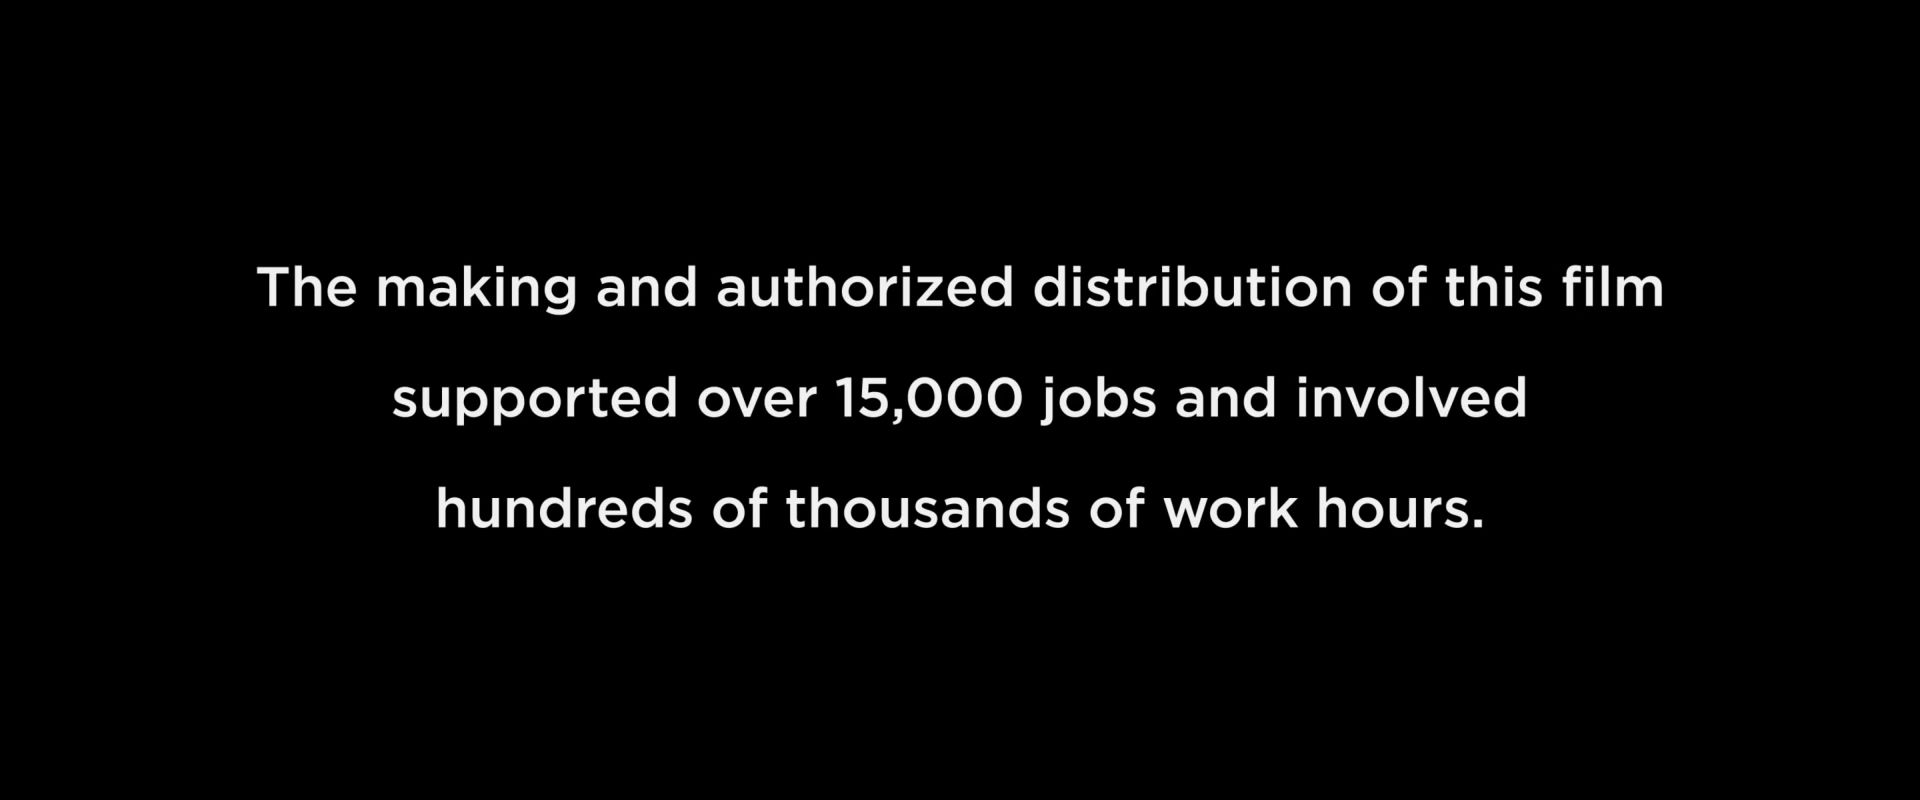 The making and authorized distribution of this film
supported over 15,000 jobs and involved
hundreds of thousands of work hours.